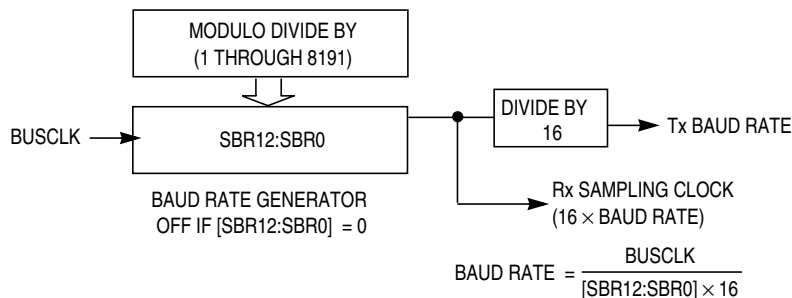 MODULO DIVIDE BY
(1 THROUGH 8191)
BUSCLK
SBR12:SBR0
DIVIDE BY
16
Tx BAUD RATE
BAUD RATE GENERATOR
OFF IF [SBR12:SBR0] = 0
Rx SAMPLING CLOCK
(16 × BAUD RATE)
BAUD RATE =
BUSCLK
[SBR12:SBR0] × 16